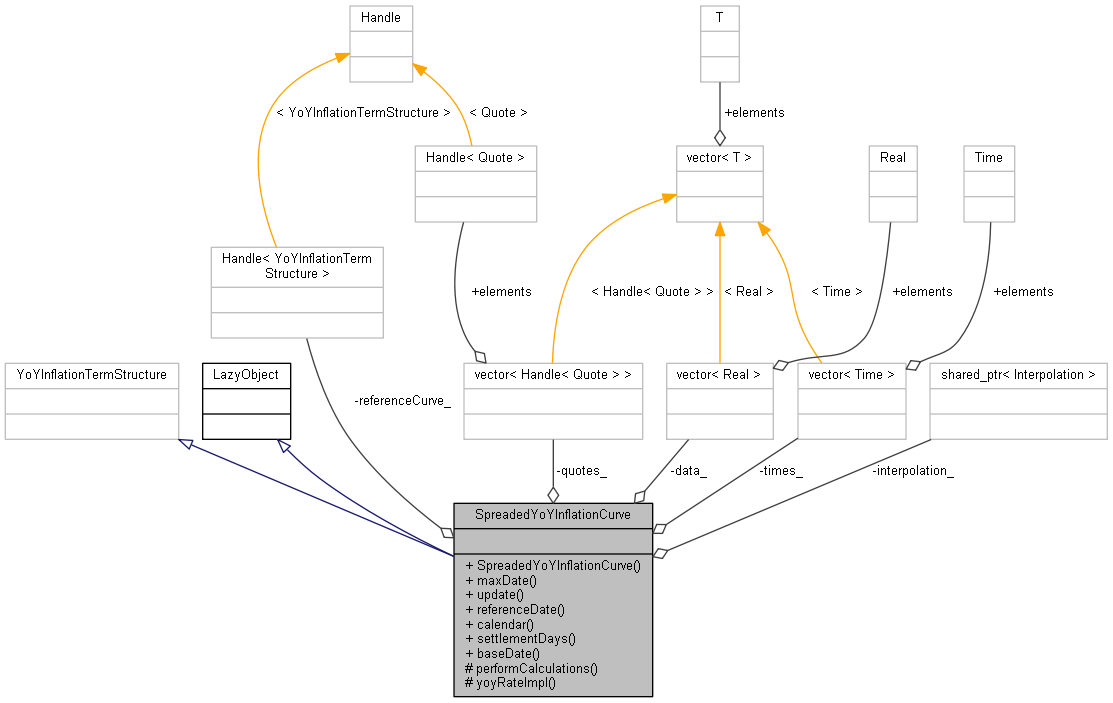 Handle
T
< YoYInflationTermStructure >
< Quote >
+elements
Handle< Quote >
vector< T >
Real
Time
Handle< YoYInflationTerm
Structure >
+elements
< Handle< Quote > >
< Real >
< Time >
+elements
+elements
YoYInflationTermStructure
LazyObject
vector< Handle< Quote > >
vector< Real >
vector< Time >
shared_ptr< Interpolation >
-referenceCurve_
-quotes_
-data_
-times_
-interpolation_
SpreadedYoYInflationCurve
+ SpreadedYoYInflationCurve()
+ maxDate()
+ update()
+ referenceDate()
+ calendar()
+ settlementDays()
+ baseDate()
# performCalculations()
# yoyRateImpl()